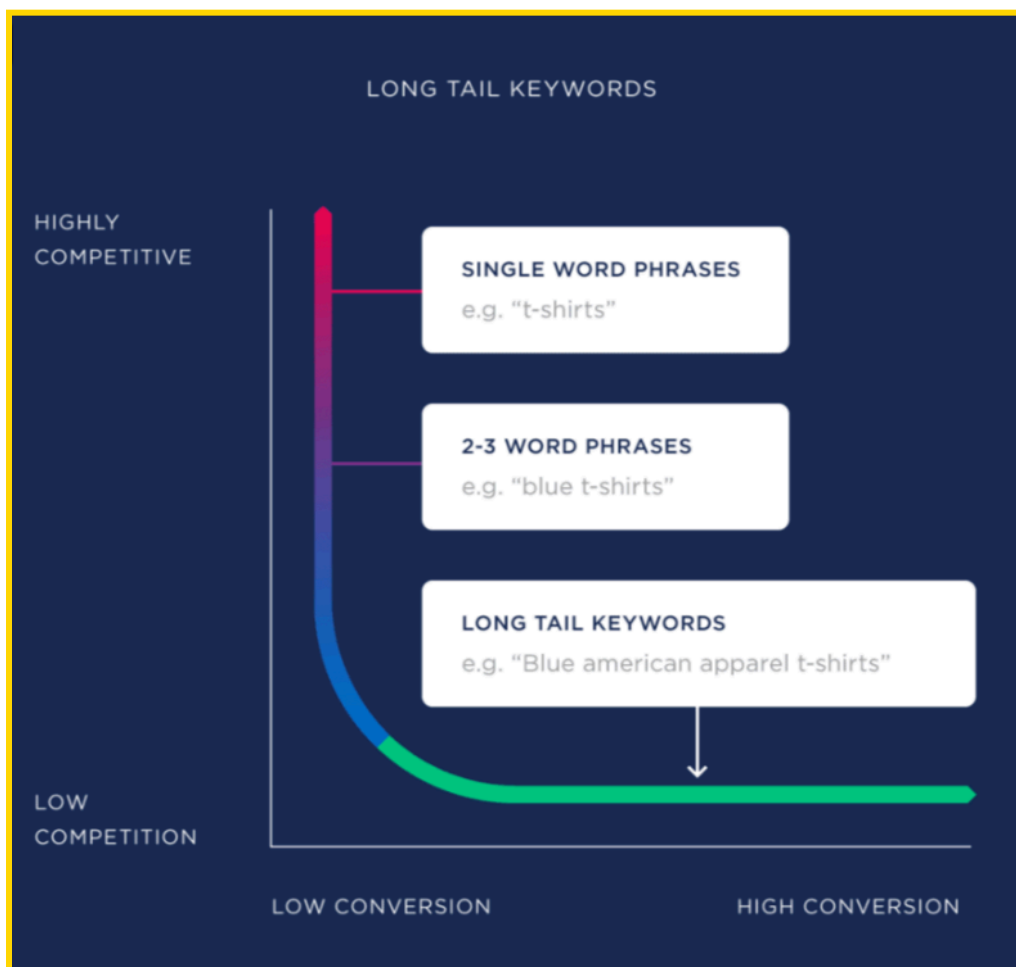 LONG TAIL KEYWORDS
HIGHLY
COMPETITIVE
SINGLE WORD PHRASES
e.g. “t-shirts”
2-3 WORD PHRASES
e.g. “blue t-shirts”
LONG TAIL KEYWORDS
e.g. “Blue american apparel t-shirts”
LOW
COMPETITION
LOW CONVERSION
HIGH CONVERSION